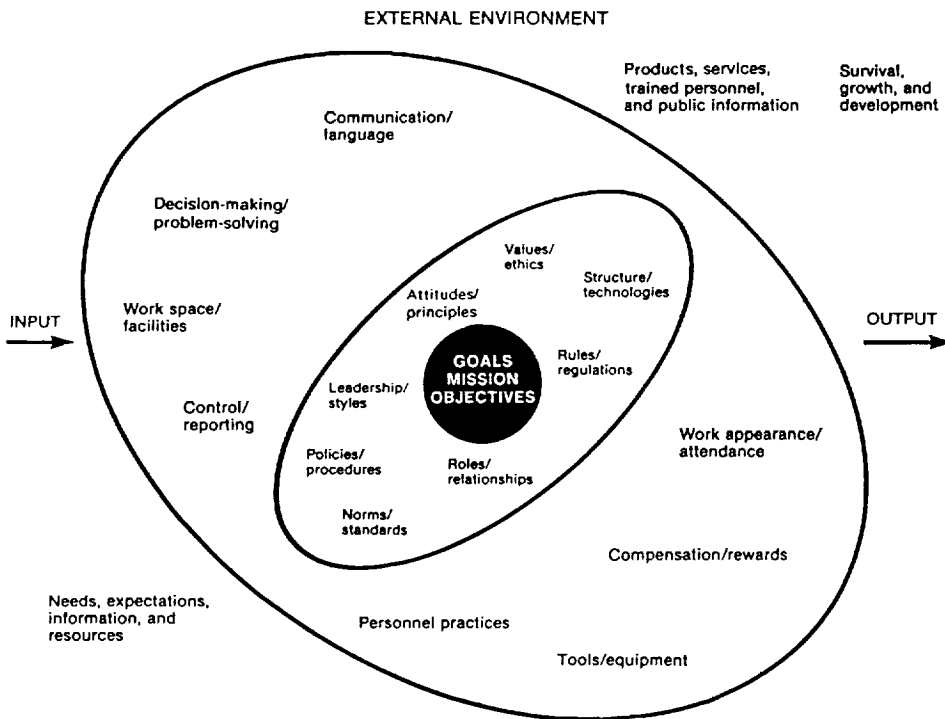 EXTERNAL ENVIRONMENT
Products, services,
trained personnel,
and public information
Survival,
growth, and
development
Communication/
language
Decision-making/
problem-solving
Values/
ethics
Structure/
technologies
Attitudes/
principles
Work space/
facilities
INPUT
OUTPUT
GOALS
MISSION
OBJECTIVES
Rules/
regulations
Leadership/
styles
Control/
reporting
Work appearance/
attendance
Policies/
procedures
Roles/
relationships
Norms/
standards
Compensation/rewards
Needs, expectations,
information, and
resources
Personnel practices
Tools/equipment